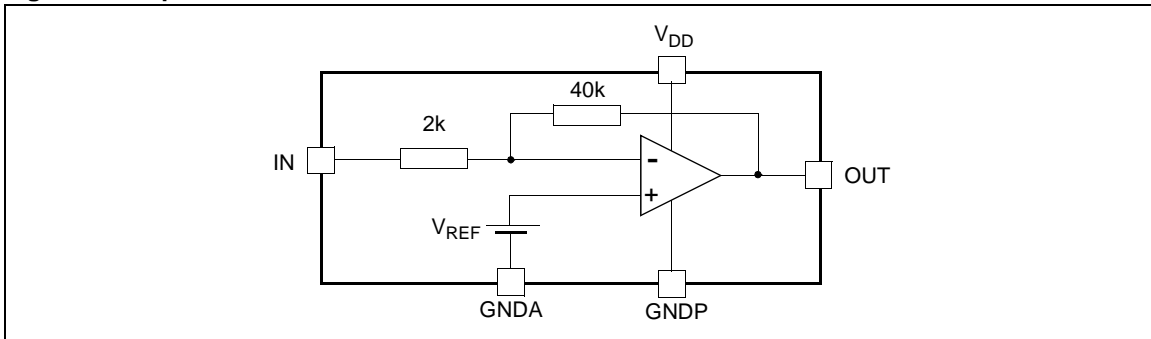 V_DD
40k
2k
IN
-
+
OUT
V_REF
GNDA
GNDP